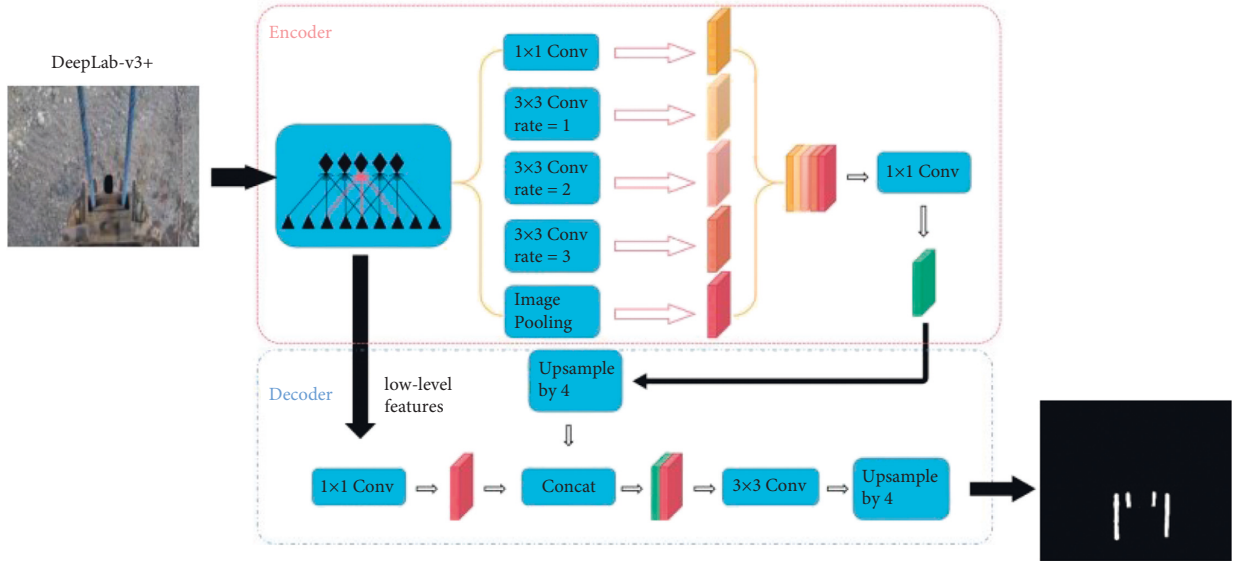 DeepLab-v3+
Encoder
1×1 Conv
3×3 Conv
rate = 1
3×3 Conv
rate = 2
3×3 Conv
rate = 3
Image
Pooling
1×1 Conv
Decoder
low-level
features
Upsample
by 4
1×1 Conv
Concat
3×3 Conv
Upsample
by 4